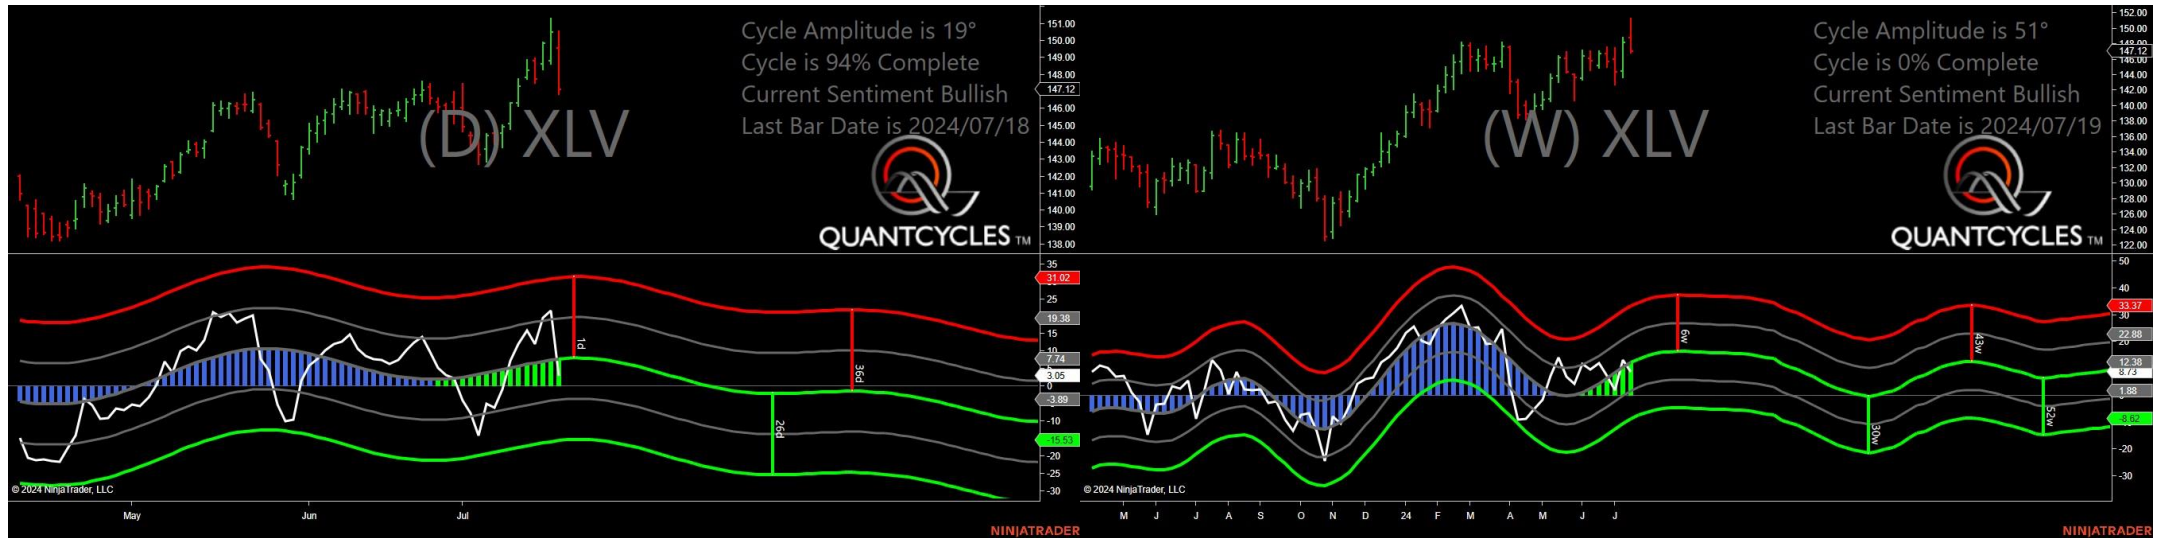 Cycle Amplitude is 19°
Cycle is 94% Complete
Current Sentiment Bullish
Last Bar Date is 2024/07/18
(D) XLV
QUANTCYCLES TM
151.00
150.00
149.00
148.00
147.12
146.00
145.00
144.00
143.00
142.00
141.00
140.00
139.00
138.00
35
31.02
25
19.38
15
10
7.74
3.05
0
-3.89
-10
-15.53
-20
-25
-30
1d
36d
26d
© 2024 NinjaTrader, LLC
May
Jun
Jul
NINJATRADER
Cycle Amplitude is 51°
Cycle is 0% Complete
Current Sentiment Bullish
Last Bar Date is 2024/07/19
(W) XLV
QUANTCYCLES TM
152.00
150.00
147.12
146.00
144.00
142.00
140.00
138.00
136.00
134.00
132.00
130.00
128.00
126.00
124.00
122.00
50
40
33.37
30
22.88
12.38
8.73
1.88
-8.62
-20
-30
6w
43w
30w
52w
© 2024 NinjaTrader, LLC
M J J A S O N D 24 F M A M J J
NINJATRADER